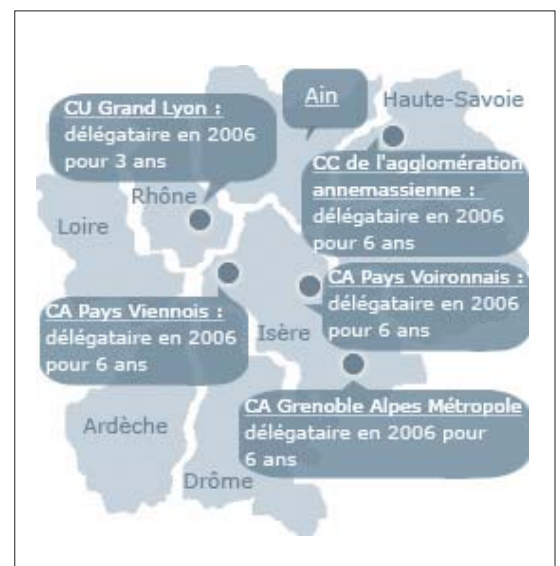 Ain
Haute-Savoie
CU Grand Lyon :
délégataire en 2006
pour 3 ans
CC de l'agglomération
annemassienne :
délégataire en 2006
pour 6 ans
Rhône
Loire
CA Pays Voironnais :
délégataire en 2006
pour 6 ans
CA Pays Viennois :
délégataire en 2006
pour 6 ans
Isère
CA Grenoble Alpes Métropole
délégataire en 2006 pour
6 ans
Ardèche
Drôme